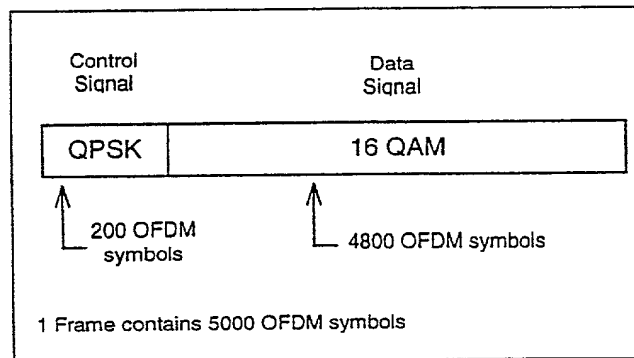 Control Signal
Data Signal
QPSK
16 QAM
200 OFDM symbols
4800 OFDM symbols
1 Frame contains 5000 OFDM symbols